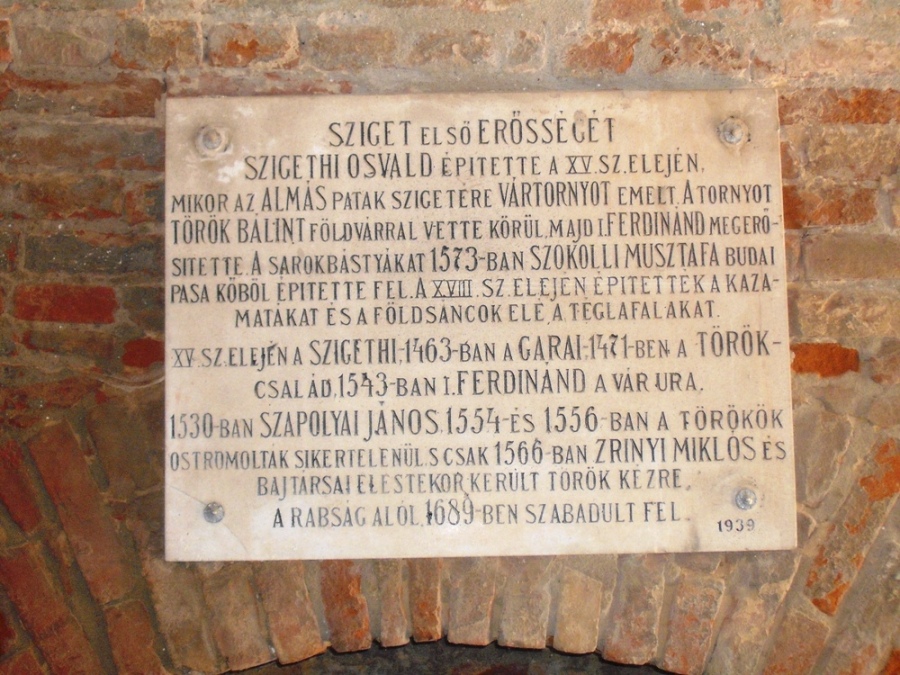 SZIGET ELSŐ ERŐSSÉGÉT
SZIGETHI OSVALD ÉPITETTE A XV. SZ. ELEJÉN,
MIKOR AZ ALMÁS PATAK SZIGETÉRE VÁRTORNYOT EMELT. A TORNYOT
TÖRÖK BÁLINT FÖLDVÁRRAL VETTE KÖRÜL, MAJD I. FERDINÁND MEGERŐ-
SITETTE. A SAROKBÁSTYÁKAT 1573-BAN SZOKOLLI MUSZTAFA BUDAI
PASA KŐBŐL ÉPITETTE FEL. A XVIII. SZ. ELEJÉN ÉPITETTÉK A KAZA-
MATÁKAT ÉS A FÖLDSÁNCOK ELÉ, A TÉGLAFALAKAT.
XV. SZ. ELEJÉN A SZIGETHI-, 1463-BAN A GARAI-, 1471-BEN A TÖRÖK-
CSALÁD, 1543-BAN I. FERDINÁND A VÁR URA.
1530-BAN SZAPOLYAI JÁNOS, 1554- ÉS 1556-BAN A TÖRÖKÖK
OSTROMOLTÁK SIKERTELENÜL, S CSAK 1566-BAN ZRINYI MIKLÓS ÉS
BAJTÁRSAI ELESTEKOR KERÜLT TÖRÖK KÉZRE.
A RABSÁG ALÓL, 1689-BEN SZABADULT FEL.
1939